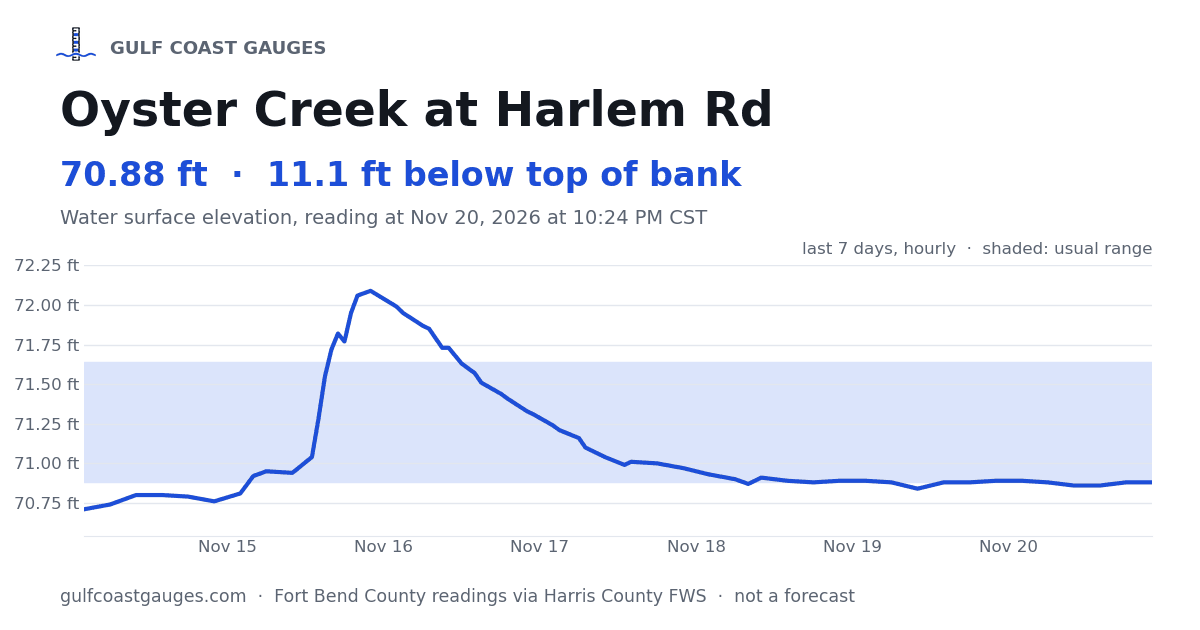 GULF COAST GAUGES
Oyster Creek at Harlem Rd
70.88 ft · 11.1 ft below top of bank
Water surface elevation, reading at Nov 20, 2026 at 10:24 PM CST
last 7 days, hourly · shaded: usual range
72.25 ft
72.00 ft
71.75 ft
71.50 ft
71.25 ft
71.00 ft
70.75 ft
Nov 15 Nov 16 Nov 17 Nov 18 Nov 19 Nov 20
gulfcoastgauges.com · Fort Bend County readings via Harris County FWS · not a forecast